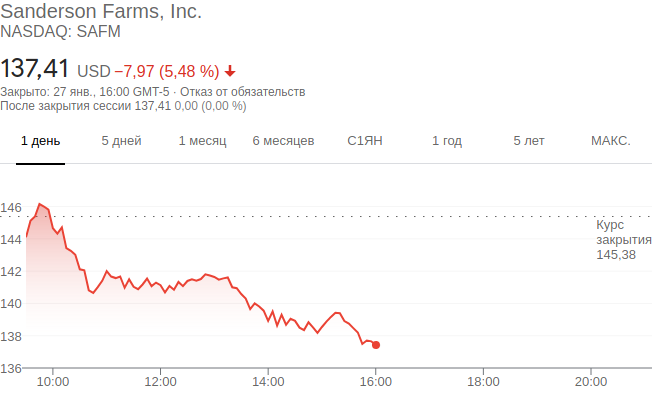 Sanderson Farms, Inc.
NASDAQ: SAFM
137,41 USD −7,97 (5,48 %)
Закрыто: 27 янв., 16:00 GMT-5 · Отказ от обязательств
После закрытия сессии 137,41 0,00 (0,00 %)
1 день 5 дней 1 месяц 6 месяцев С1ЯН 1 год 5 лет МАКС.
146
Курс
закрытия
145,38
144
142
140
138
136
10:00 12:00 14:00 16:00 18:00 20:00